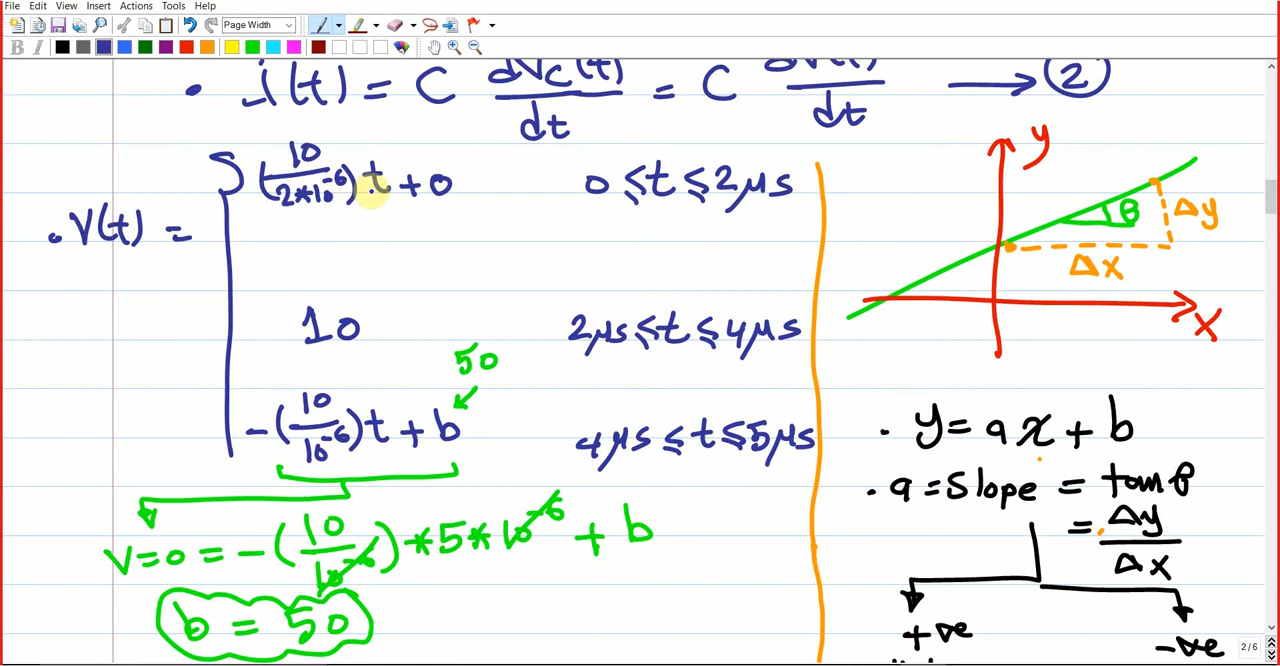 File Edit View Insert Actions Tools Help
Page Width
B I
. i(t) = C dVc(t)/dt = C dV(t)/dt → 2
. V(t) =
(10/2*10^-6)t + 0 0 ≤ t ≤ 2μs
10 2μs ≤ t ≤ 4μs
50
-(10/10^-6)t + b 4μs ≤ t ≤ 5μs
V=0 = -(10/10^-6) * 5 * 10^-6 + b
b = 50
y
θ
Δy
Δx
x
. y = ax + b
. a = Slope = tanθ
= Δy/Δx
+ve -ve
2/6